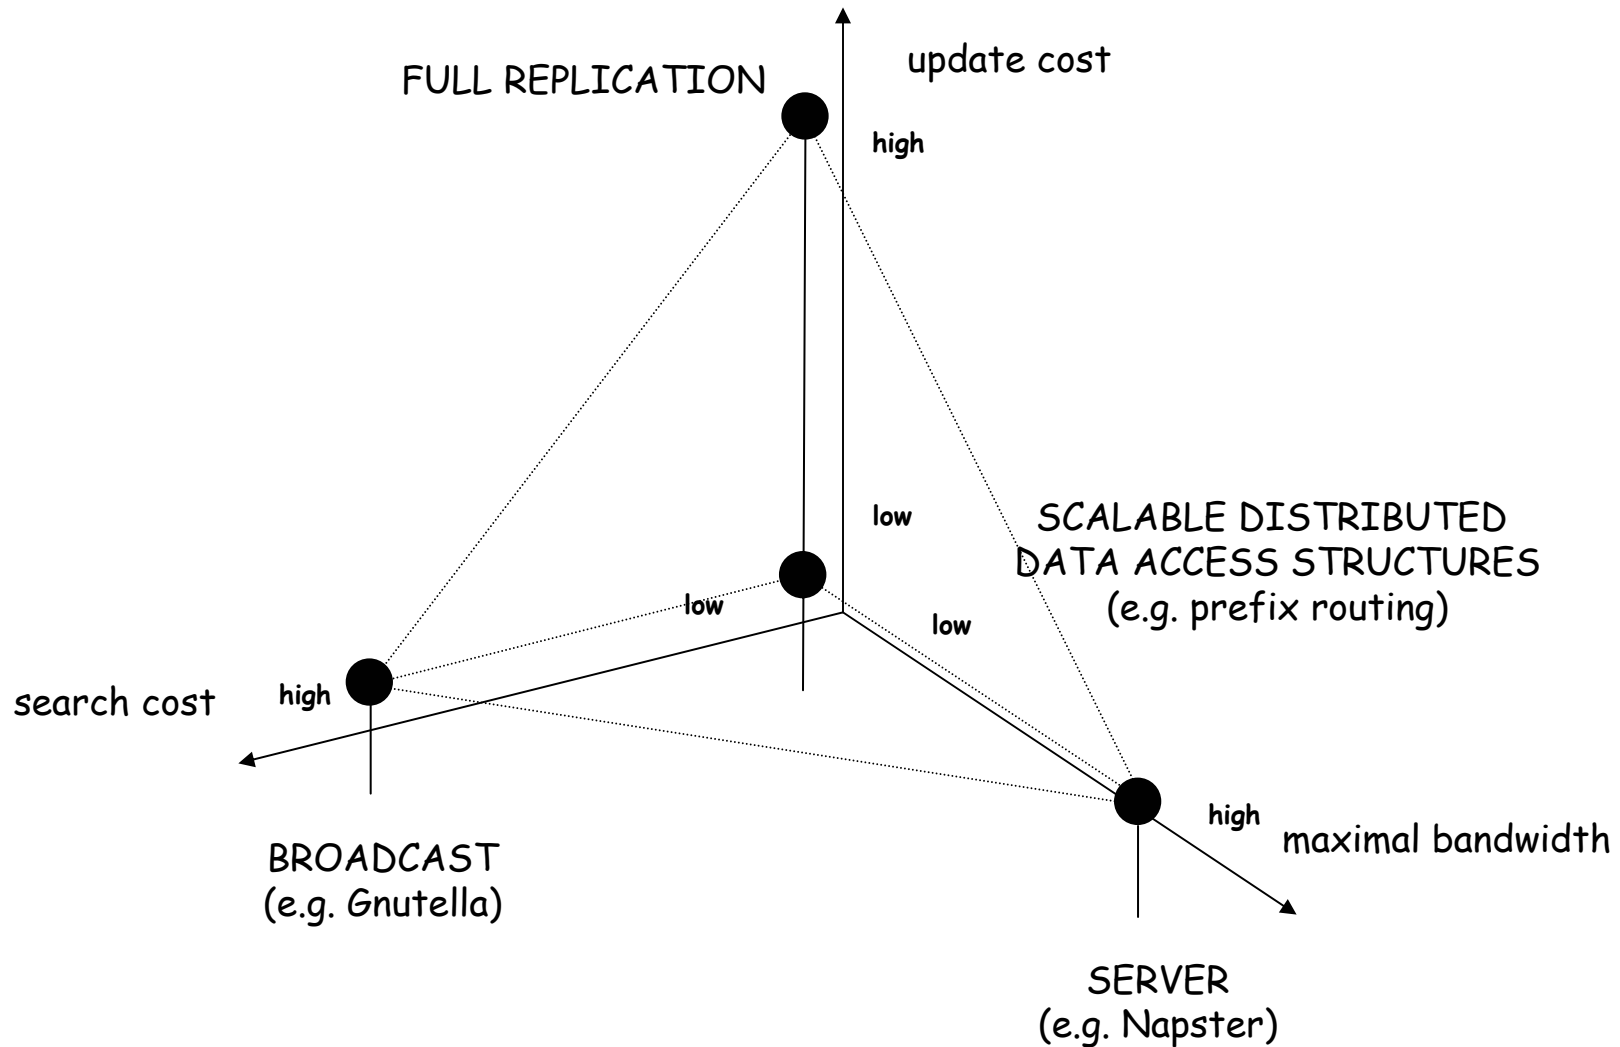 update cost
FULL REPLICATION
high
low
SCALABLE DISTRIBUTED
DATA ACCESS STRUCTURES
(e.g. prefix routing)
low
low
search cost
high
high
maximal bandwidth
BROADCAST
(e.g. Gnutella)
SERVER
(e.g. Napster)